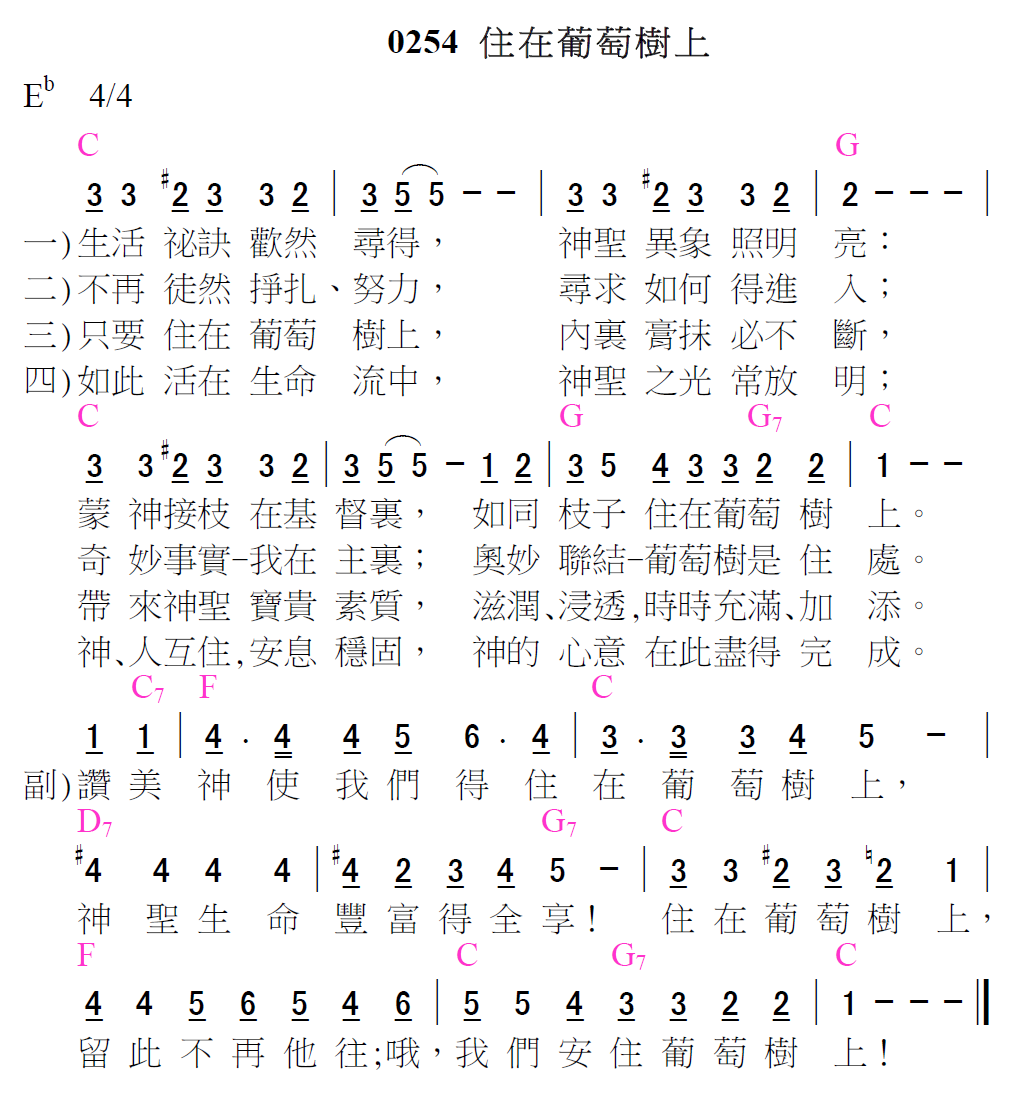 0254 住在葡萄樹上
E♭ 4/4
C G
3 3 #2 3 3 2 | 3 5 5 - - | 3 3 #2 3 3 2 | 2 - - - |
一)生活 祕訣 歡然 尋得， 神聖 異象 照明 亮：
二)不再 徒然 掙扎、努力， 尋求 如何 得進 入；
三)只要 住在 葡萄 樹上， 內裏 膏抹 必不 斷，
四)如此 活在 生命 流中， 神聖 之光 常放 明；
C G G7 C
3 3 #2 3 3 2 | 3 5 5 - 1 2 | 3 5 4 3 3 2 2 | 1 - -
蒙 神接枝 在基 督裏， 如同 枝子 住在葡萄 樹 上。
奇 妙事實-我在 主裏； 奧妙 聯結-葡萄樹是 住 處。
帶 來神聖 寶貴 素質， 滋潤、浸透,時時充滿、加 添。
神、人互住,安息 穩固， 神的 心意 在此盡得 完 成。
C7 F C
1 1 | 4 · 4 4 5 6 · 4 | 3 · 3 3 4 5 - |
副)讚 美 神 使 我 們 得 住 在 葡 萄 樹 上，
D7 G7 C
#4 4 4 4 | #4 2 3 4 5 - | 3 3 #2 3 ♮2 1 |
神 聖 生 命 豐 富 得 全 享！ 住 在 葡 萄 樹 上，
F C G7 C
4 4 5 6 5 4 6 | 5 5 4 3 3 2 2 | 1 - - - ‖
留 此 不 再 他 往;哦，我 們 安 住 葡 萄 樹 上！